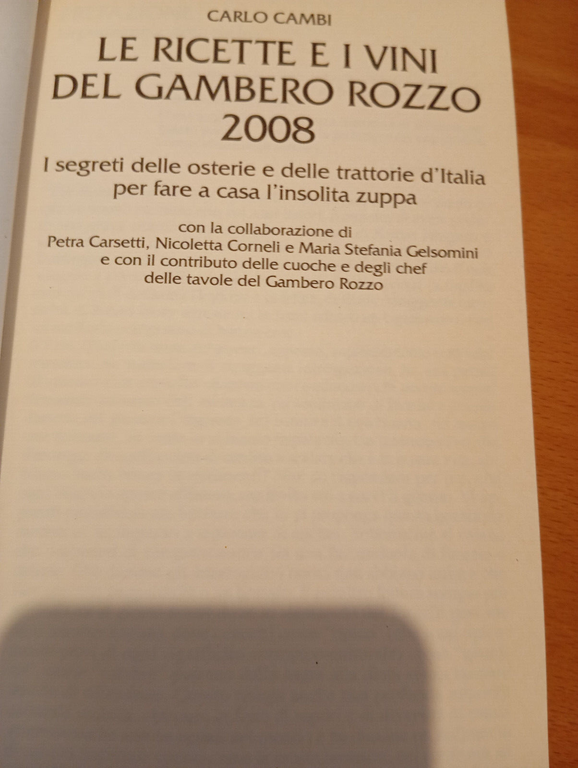 CARLO CAMBI
LE RICETTE E I VINI
DEL GAMBERO ROZZO
2008
I segreti delle osterie e delle trattorie d'Italia
per fare a casa l'insolita zuppa
con la collaborazione di
Petra Carsetti, Nicoletta Corneli e Maria Stefania Gelsomini
e con il contributo delle cuoche e degli chef
delle tavole del Gambero Rozzo